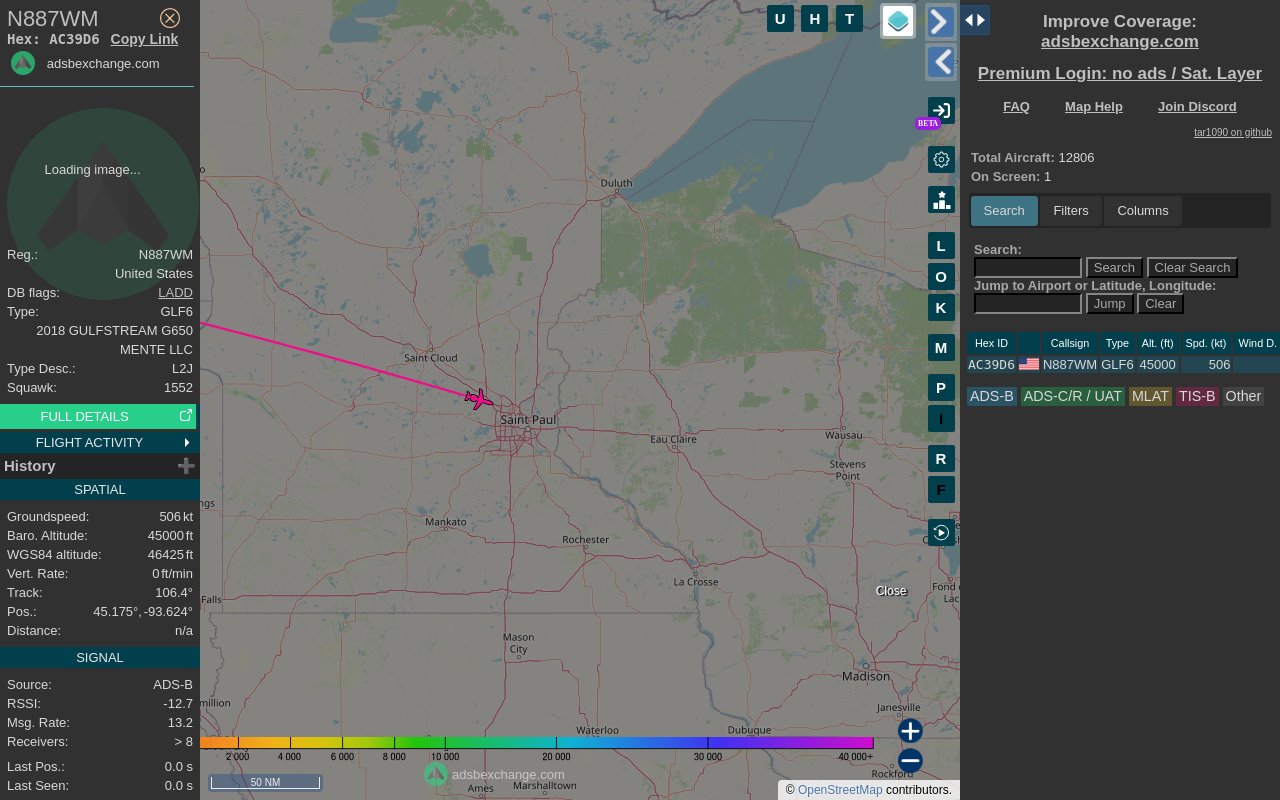 N887WM
Hex: AC39D6 Copy Link
adsbexchange.com
Loading image...
Reg.: N887WM
United States
DB flags: LADD
Type: GLF6
2018 GULFSTREAM G650
MENTE LLC
Type Desc.: L2J
Squawk: 1552
FULL DETAILS
FLIGHT ACTIVITY
History
SPATIAL
Groundspeed: 506 kt
Baro. Altitude: 45000 ft
WGS84 altitude: 46425 ft
Vert. Rate: 0 ft/min
Track: 106.4°
Pos.: 45.175°, -93.624°
Distance: n/a
SIGNAL
Source: ADS-B
RSSI: -12.7
Msg. Rate: 13.2
Receivers: > 8
Last Pos.: 0.0 s
Last Seen: 0.0 s
U H T
BETA
L
O
K
M
P
I
R
F
Duluth
Saint Cloud
Saint Paul
Eau Claire
Wausau
Stevens
Point
ngs
Mankato
Rochester
La Crosse
Falls
Close
Fond
Lac
Mason
City
Madison
Janesville
million
Waterloo
Dubuque
2 000 4 000 6 000 8 000 10 000 20 000 30 000 40 000+
Rockford
adsbexchange.com
50 NM
Ames
Marshalltown
© OpenStreetMap contributors.
Improve Coverage:
adsbexchange.com
Premium Login: no ads / Sat. Layer
FAQ Map Help Join Discord
tar1090 on github
Total Aircraft: 12806
On Screen: 1
Search Filters Columns
Search:
Search Clear Search
Jump to Airport or Latitude, Longitude:
Jump Clear
Hex ID Callsign Type Alt. (ft) Spd. (kt) Wind D.
AC39D6 N887WM GLF6 45000 506
ADS-B ADS-C/R / UAT MLAT TIS-B Other